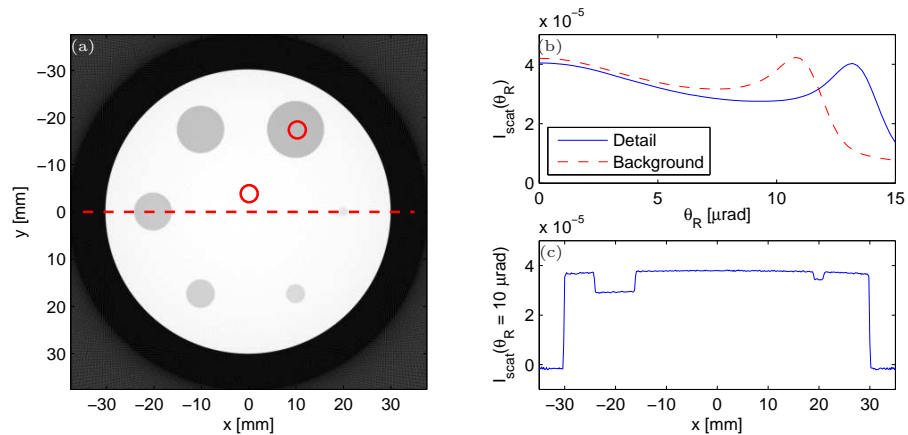 (a)
−30
−20
−10
0
10
20
30
y [mm]
−30 −20 −10 0 10 20 30
x [mm]
x 10^−5
(b)
4
2
0
I_scat(θ_R)
Detail
Background
0 5 10 15
θ_R [μrad]
x 10^−5
(c)
4
2
0
I_scat(θ_R = 10 μrad)
−30 −20 −10 0 10 20 30
x [mm]